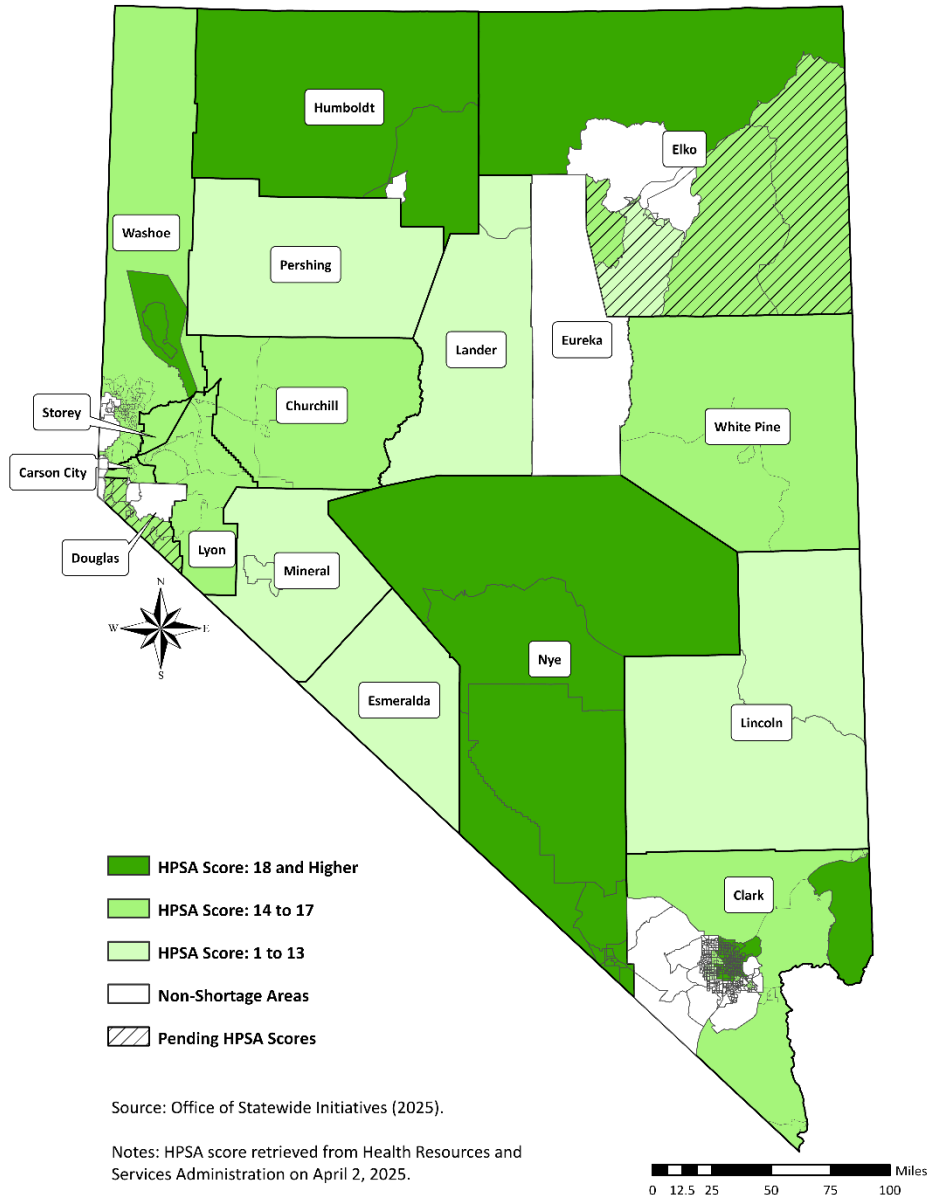 Humboldt
Elko
Washoe
Pershing
Lander
Eureka
Storey
Churchill
White Pine
Carson City
Douglas
Lyon
Mineral
N
W E
S
Nye
Esmeralda
Lincoln
Clark
HPSA Score: 18 and Higher
HPSA Score: 14 to 17
HPSA Score: 1 to 13
Non-Shortage Areas
Pending HPSA Scores
Source: Office of Statewide Initiatives (2025).
Notes: HPSA score retrieved from Health Resources and
Services Administration on April 2, 2025.
Miles
0 12.5 25 50 75 100